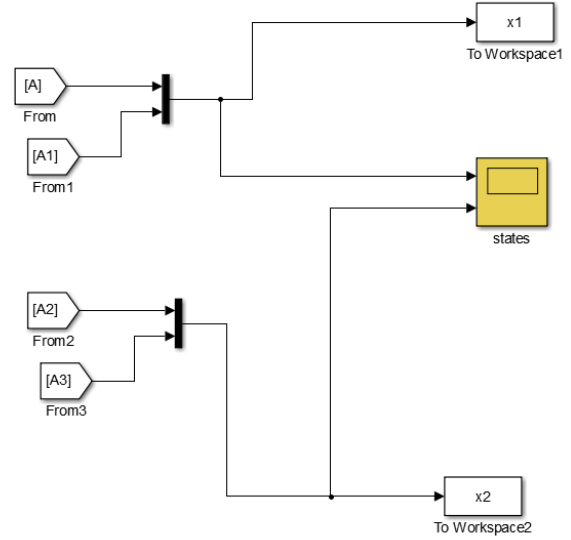 x1
To Workspace1
[A]
From
[A1]
From1
states
[A2]
From2
[A3]
From3
x2
To Workspace2